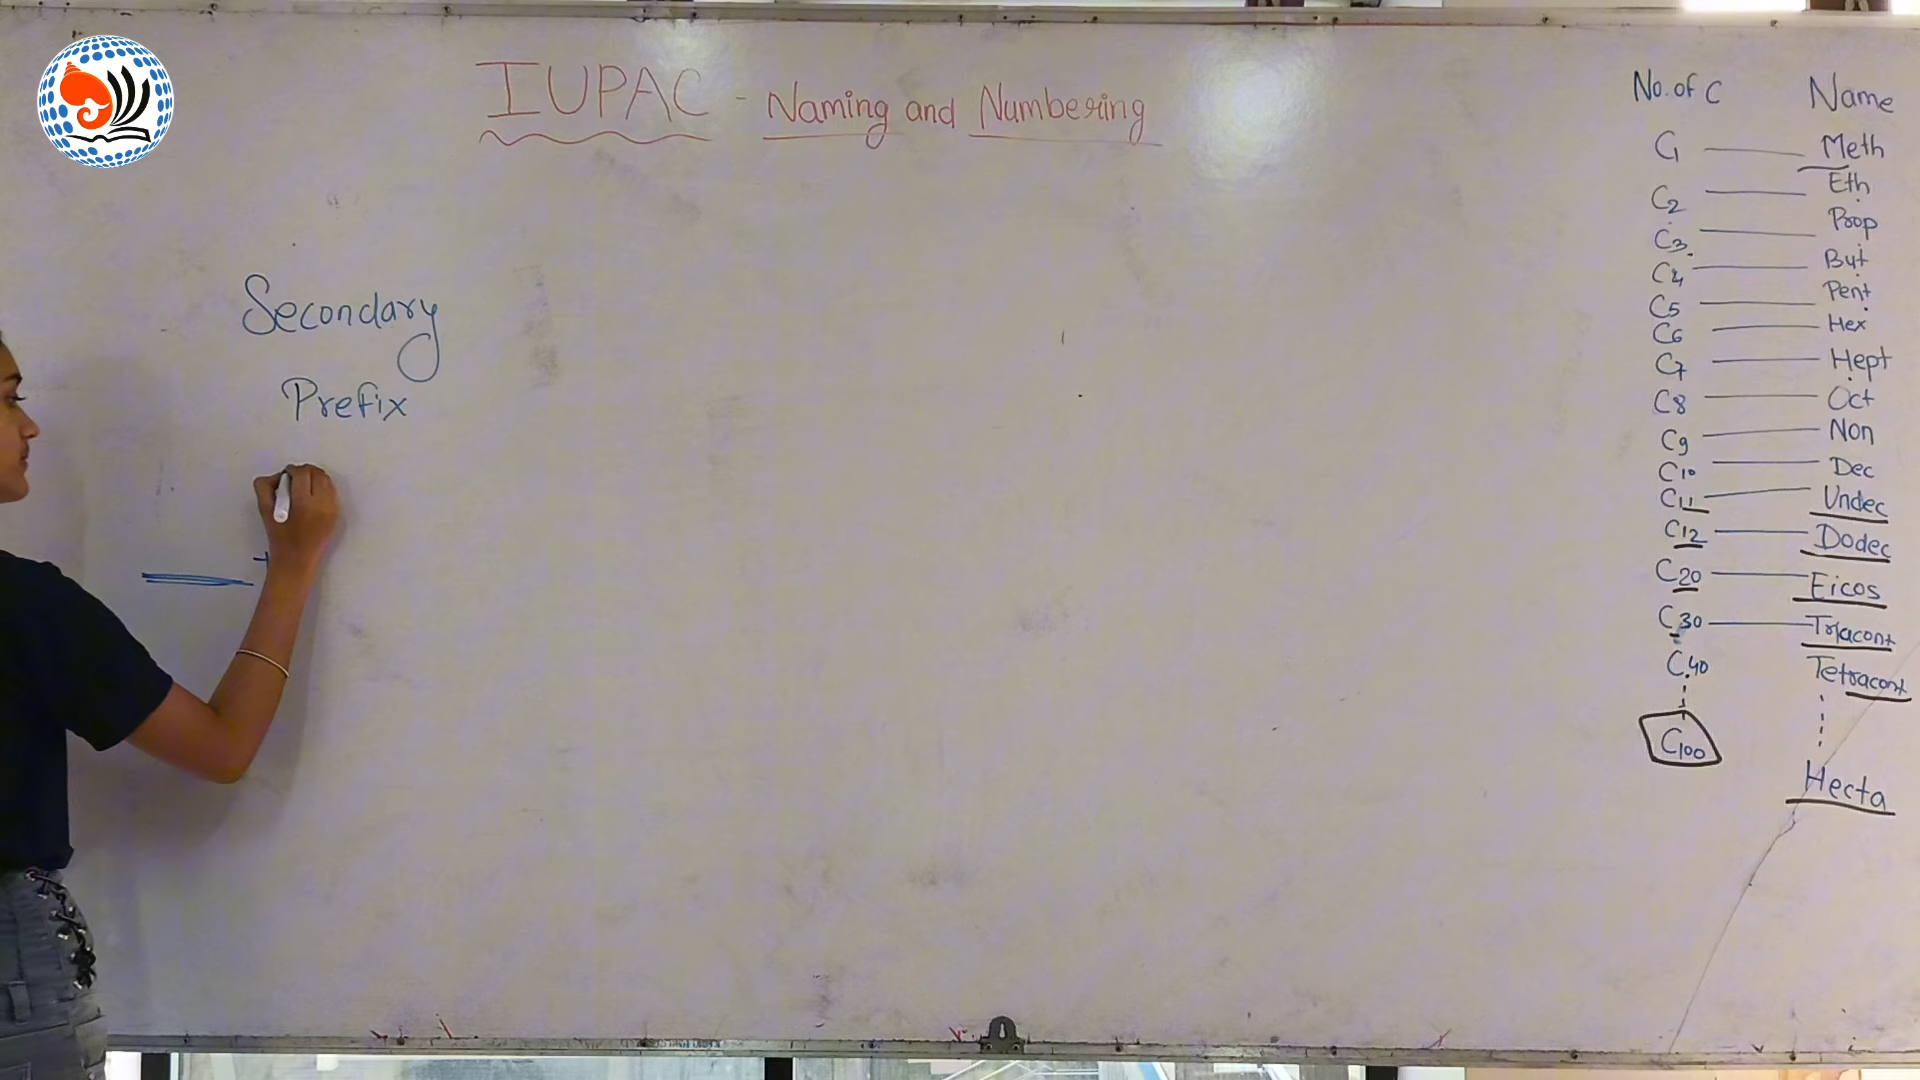 IUPAC - Naming and Numbering
No. of C Name
C1 Meth
C2 Eth
C3 Prop
C4 But
C5 Pent
C6 Hex
C7 Hept
C8 Oct
C9 Non
C10 Dec
C11 Undec
C12 Dodec
C20 Eicos
C30 Triacont
C40 Tetracont
C100 Hecta
Secondary
Prefix
+